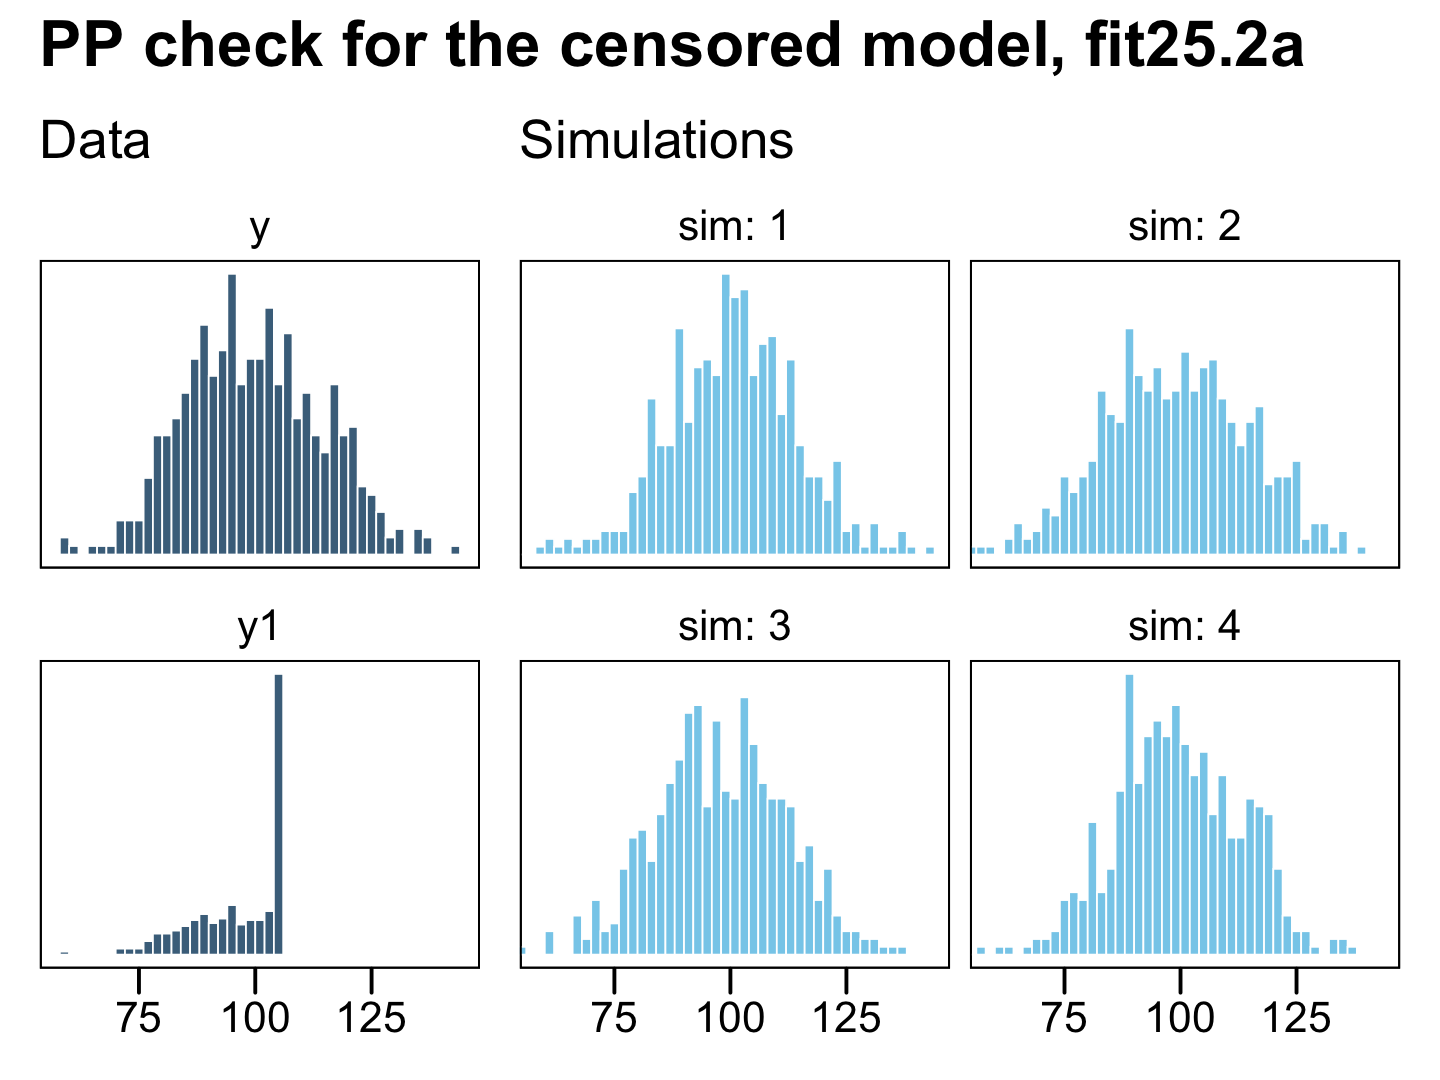 PP check for the censored model, fit25.2a
Data
Simulations
y
sim: 1
sim: 2
y1
sim: 3
sim: 4
75 100 125
75 100 125
75 100 125